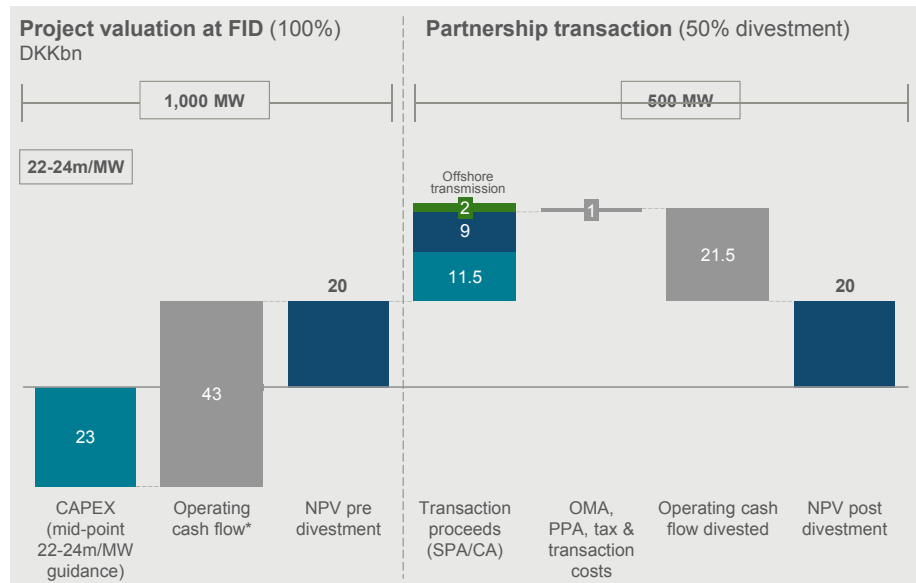 Project valuation at FID (100%)
DKKbn
Partnership transaction (50% divestment)
1,000 MW
500 MW
22-24m/MW
Offshore
transmission
2
9
11.5
1
21.5
20
20
43
23
CAPEX
(mid-point
22-24m/MW
guidance)
Operating
cash flow*
NPV pre
divestment
Transaction
proceeds
(SPA/CA)
OMA,
PPA, tax &
transaction
costs
Operating cash
flow divested
NPV post
divestment